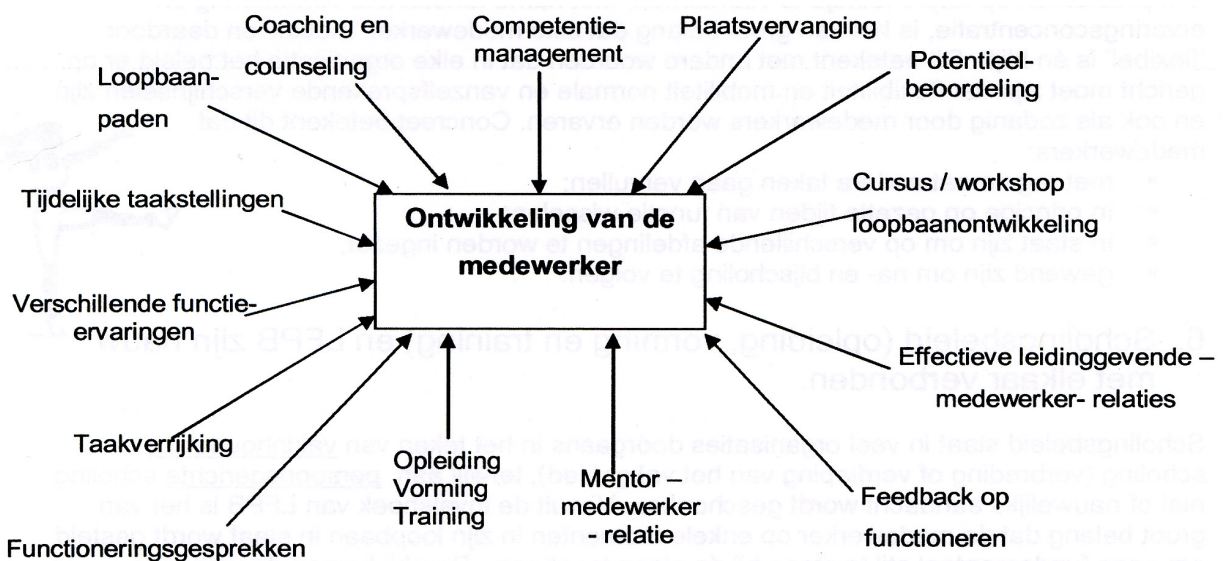 Coaching en
counseling
Competentie-
management
Plaatsvervanging
Potentieel-
beoordeling
Loopbaan-
paden
Cursus / workshop
loopbaanontwikkeling
Tijdelijke taakstellingen
Ontwikkeling van de
medewerker
Verschillende functie-
ervaringen
Effectieve leidinggevende –
medewerker- relaties
Taakverrijking
Opleiding
Vorming
Training
Mentor –
medewerker
- relatie
Feedback op
functioneren
Functioneringsgesprekken